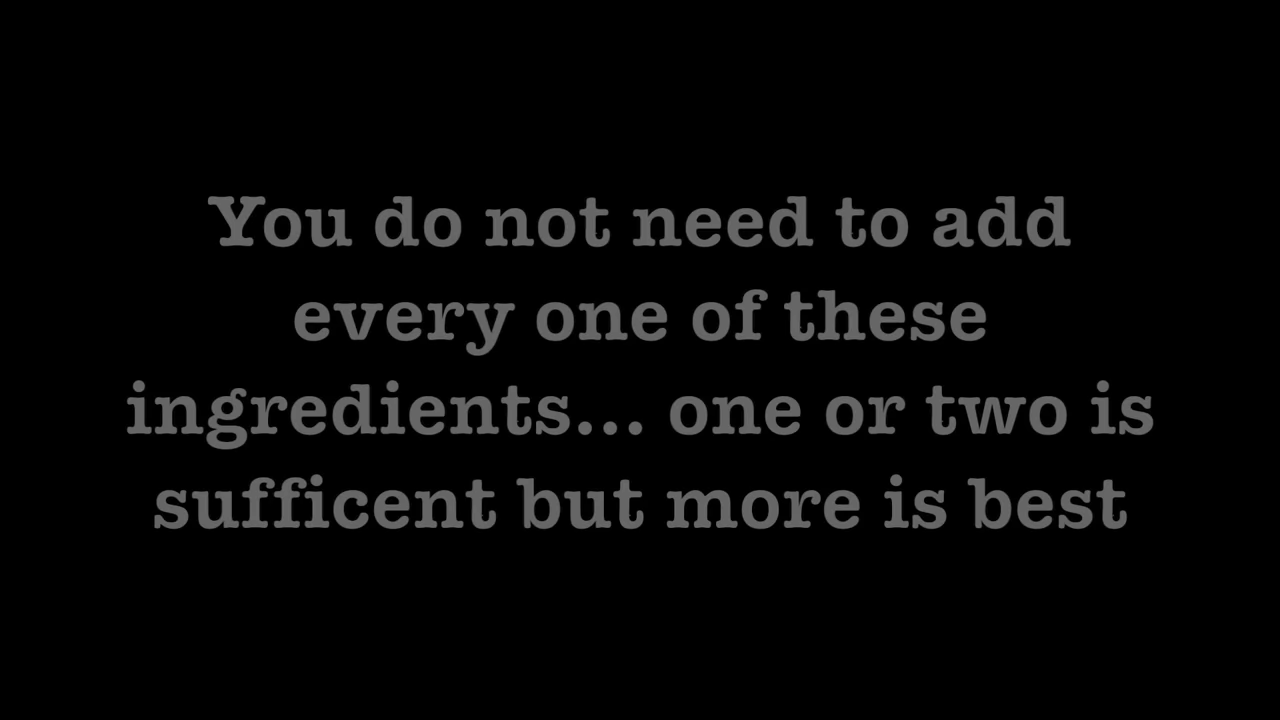 You do not need to add
every one of these
ingredients... one or two is
sufficent but more is best